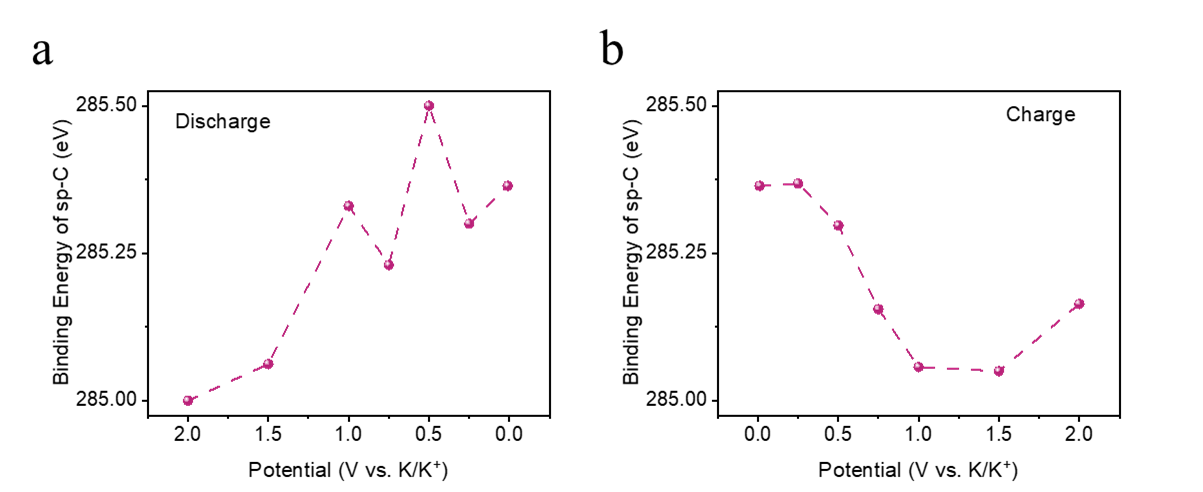 a
Discharge
285.50
285.25
285.00
Binding Energy of sp-C (eV)
2.0 1.5 1.0 0.5 0.0
Potential (V vs. K/K⁺)
b
Charge
285.50
285.25
285.00
Binding Energy of sp-C (eV)
0.0 0.5 1.0 1.5 2.0
Potential (V vs. K/K⁺)